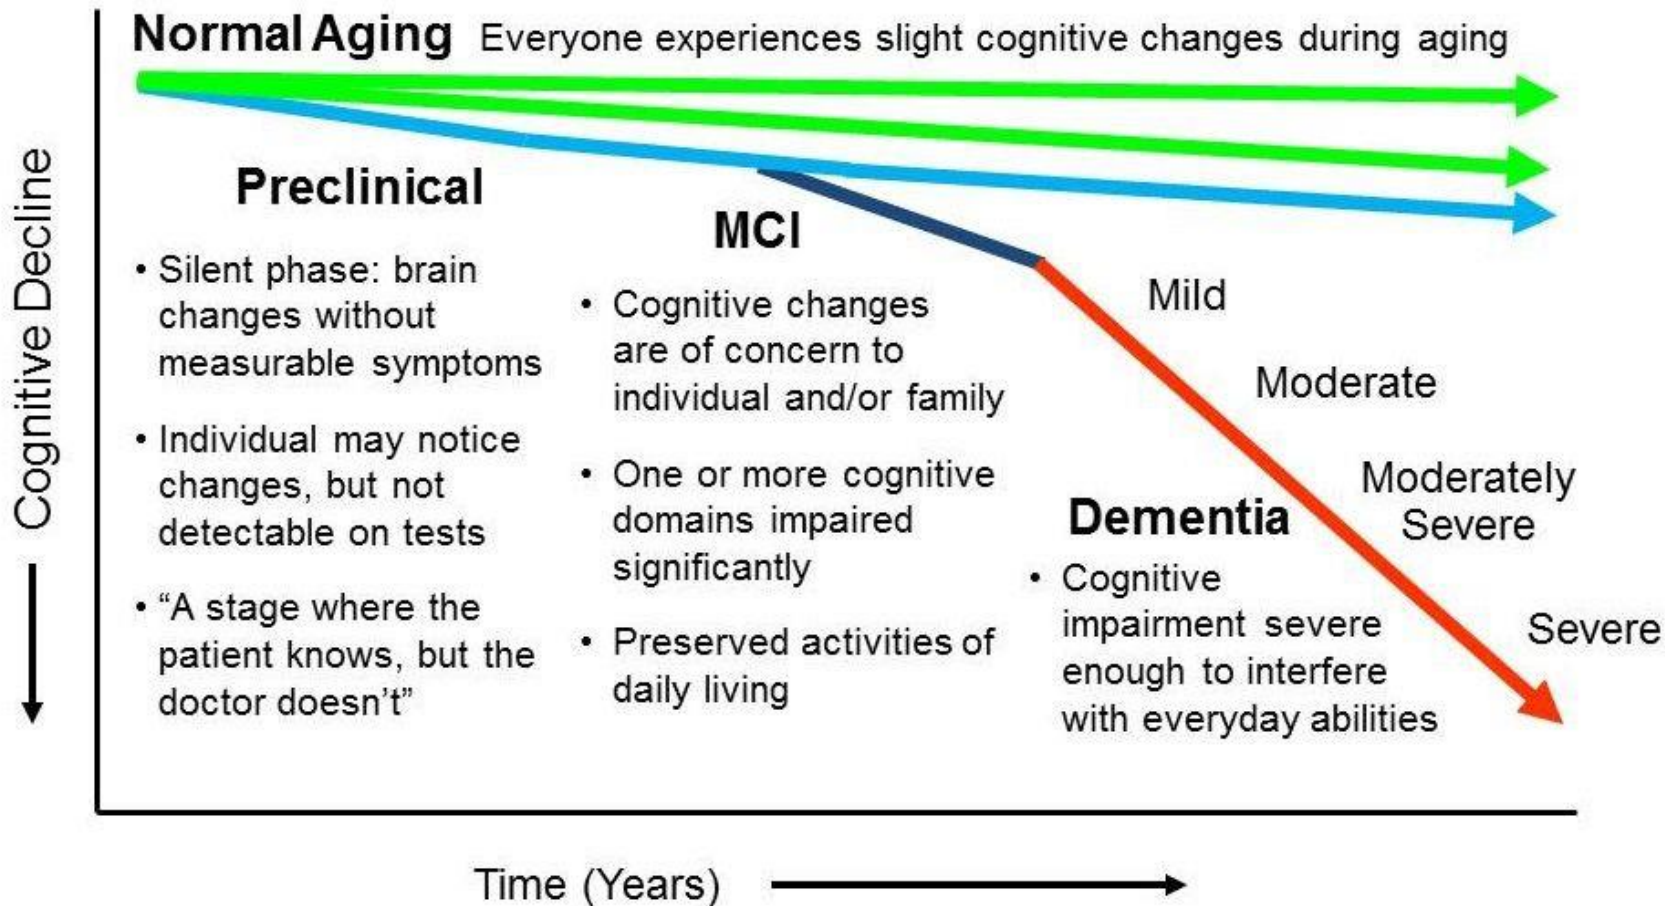 Normal Aging Everyone experiences slight cognitive changes during aging
Cognitive Decline
Preclinical
• Silent phase: brain
changes without
measurable symptoms
• Individual may notice
changes, but not
detectable on tests
• “A stage where the
patient knows, but the
doctor doesn’t”
MCI
• Cognitive changes
are of concern to
individual and/or family
• One or more cognitive
domains impaired
significantly
• Preserved activities of
daily living
Dementia
• Cognitive
impairment severe
enough to interfere
with everyday abilities
Mild
Moderate
Moderately
Severe
Severe
Time (Years)